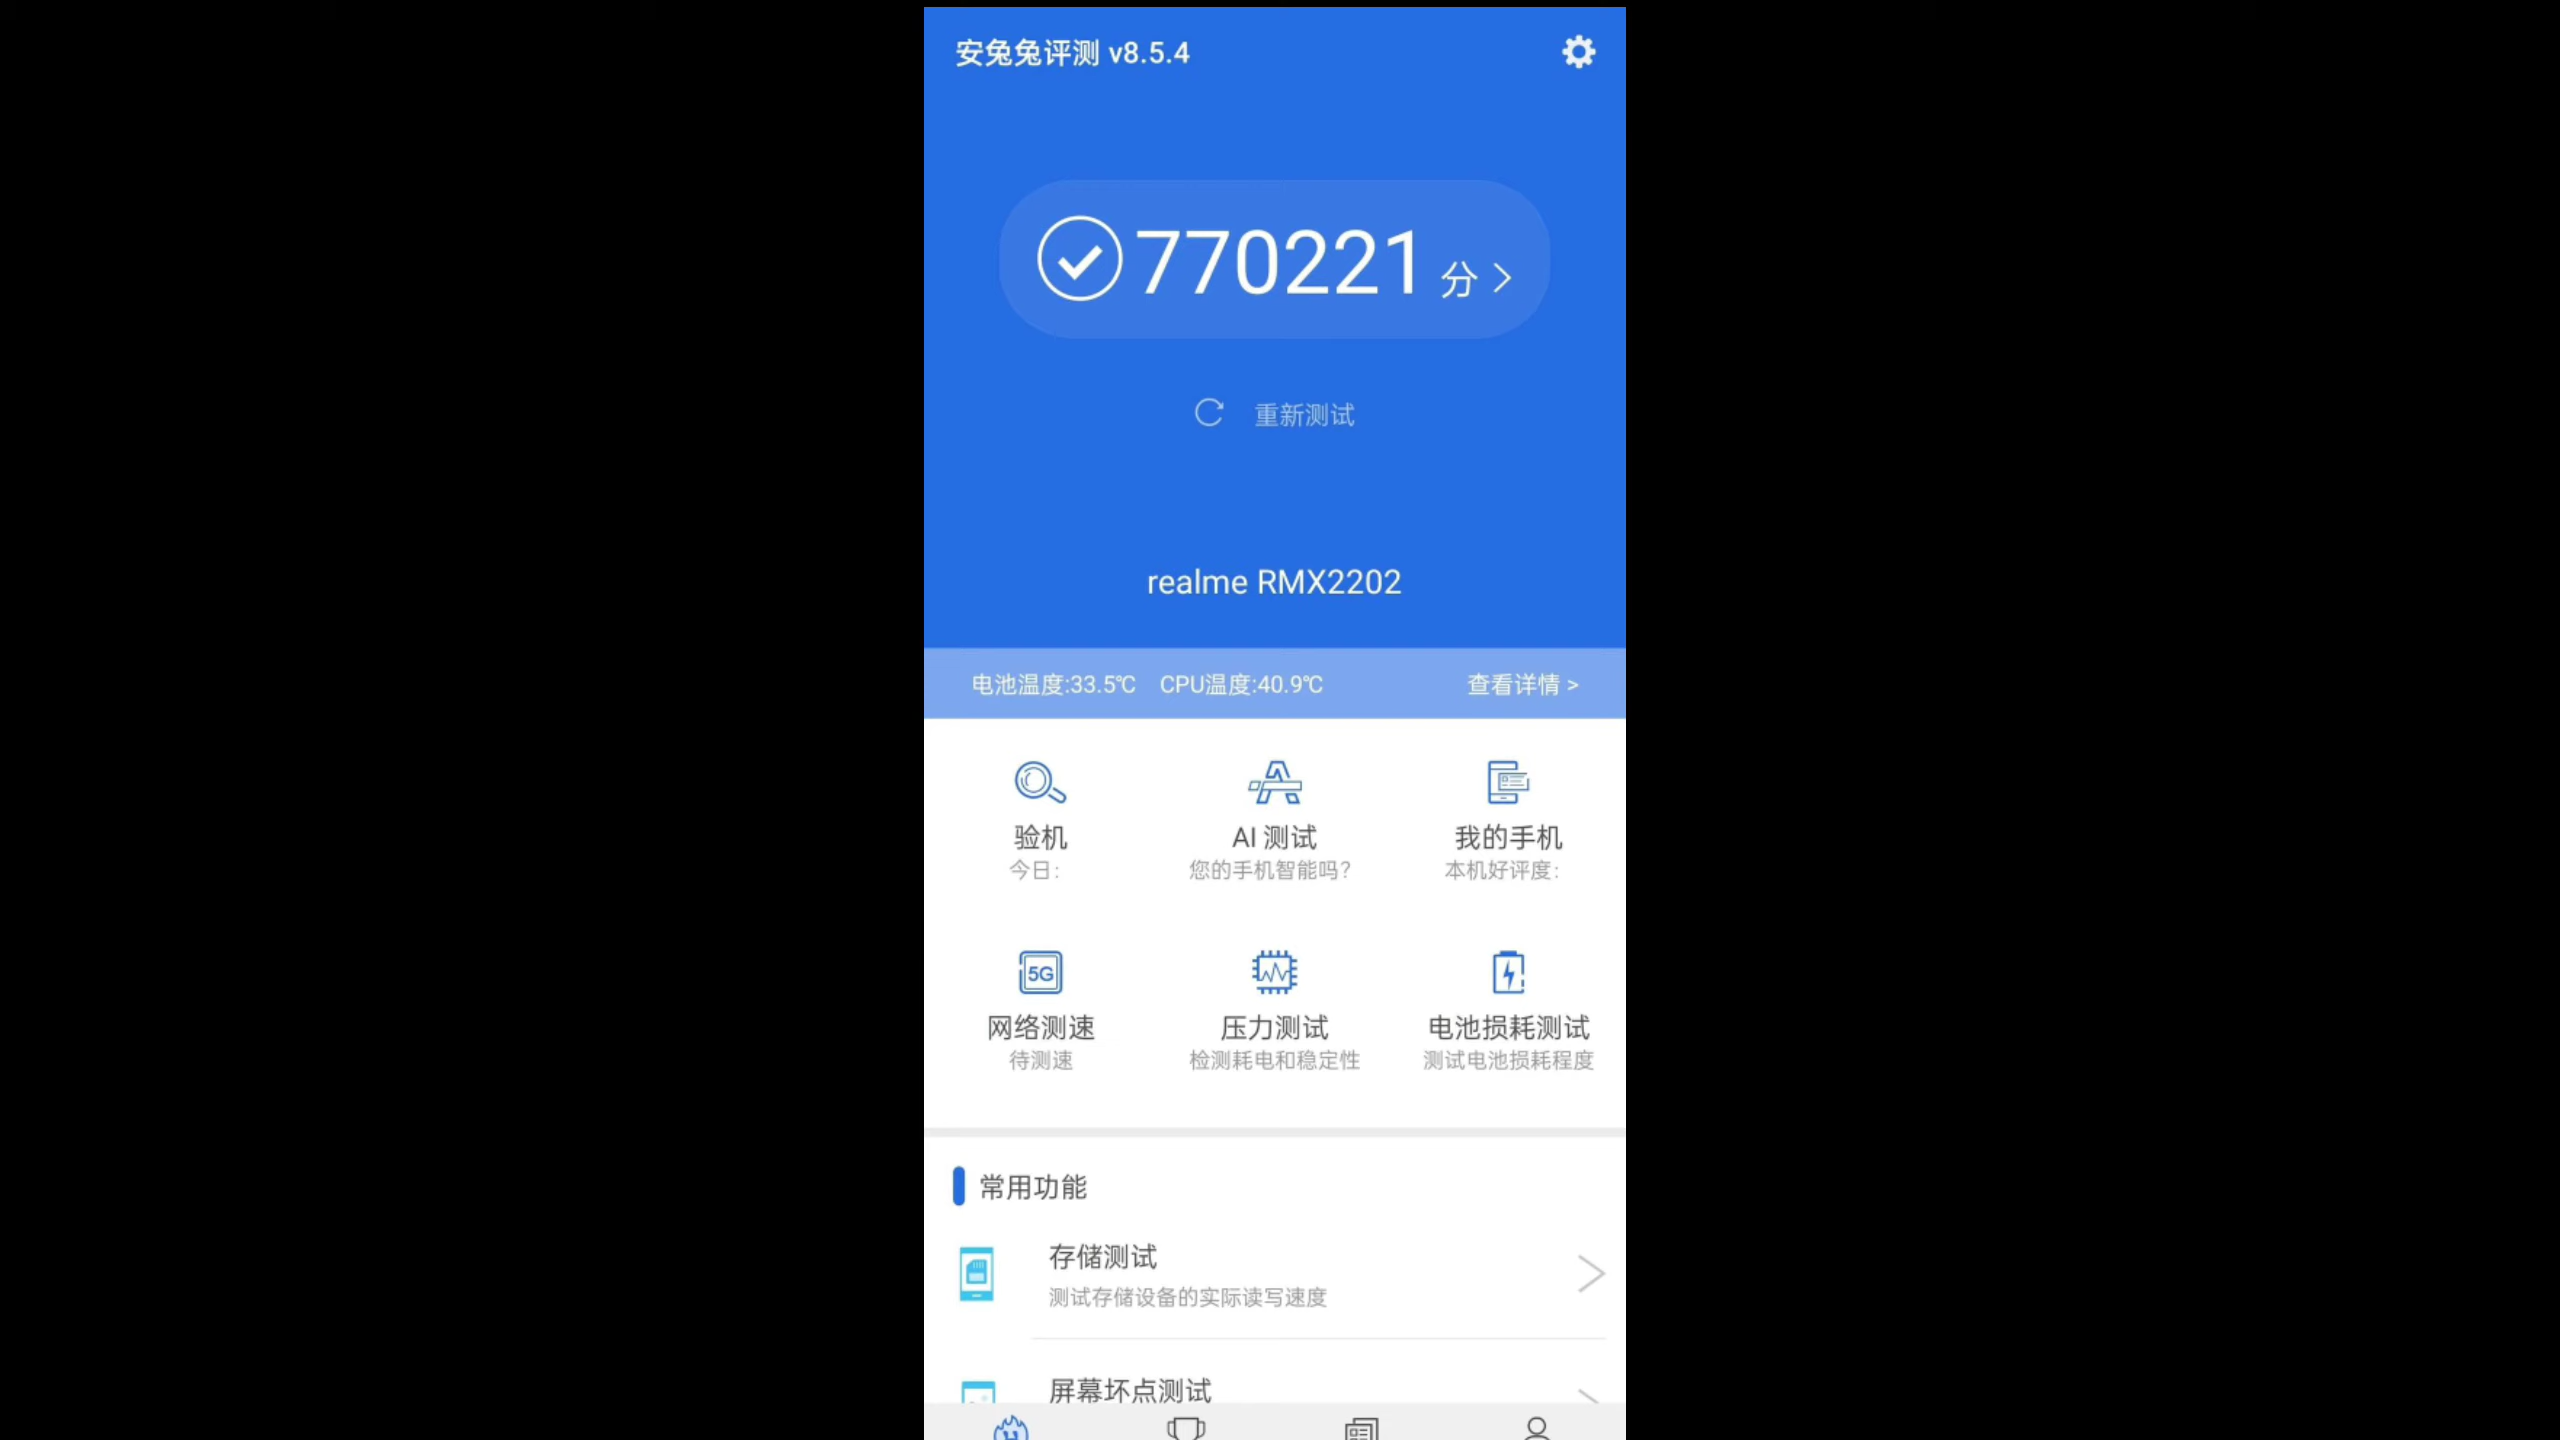 安兔兔评测 v8.5.4
770221 分 >
重新测试
realme RMX2202
电池温度:33.5℃ CPU温度:40.9℃ 查看详情 >
验机 AI 测试 我的手机
今日: 您的手机智能吗? 本机好评度:
5G
网络测速 压力测试 电池损耗测试
待测速 检测耗电和稳定性 测试电池损耗程度
常用功能
存储测试
测试存储设备的实际读写速度
屏幕坏点测试